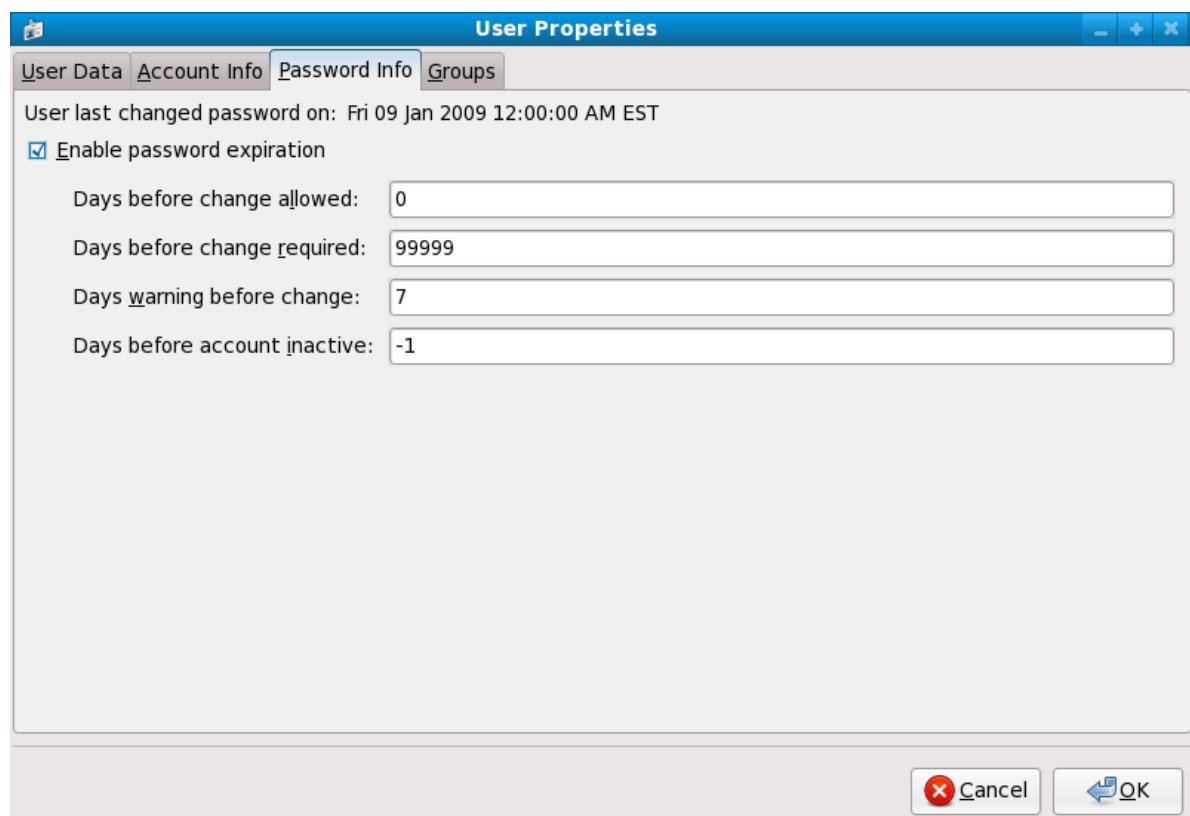 User Properties
User Data Account Info Password Info Groups
User last changed password on: Fri 09 Jan 2009 12:00:00 AM EST
Enable password expiration
Days before change allowed: 0
Days before change required: 99999
Days warning before change: 7
Days before account inactive: -1
Cancel OK